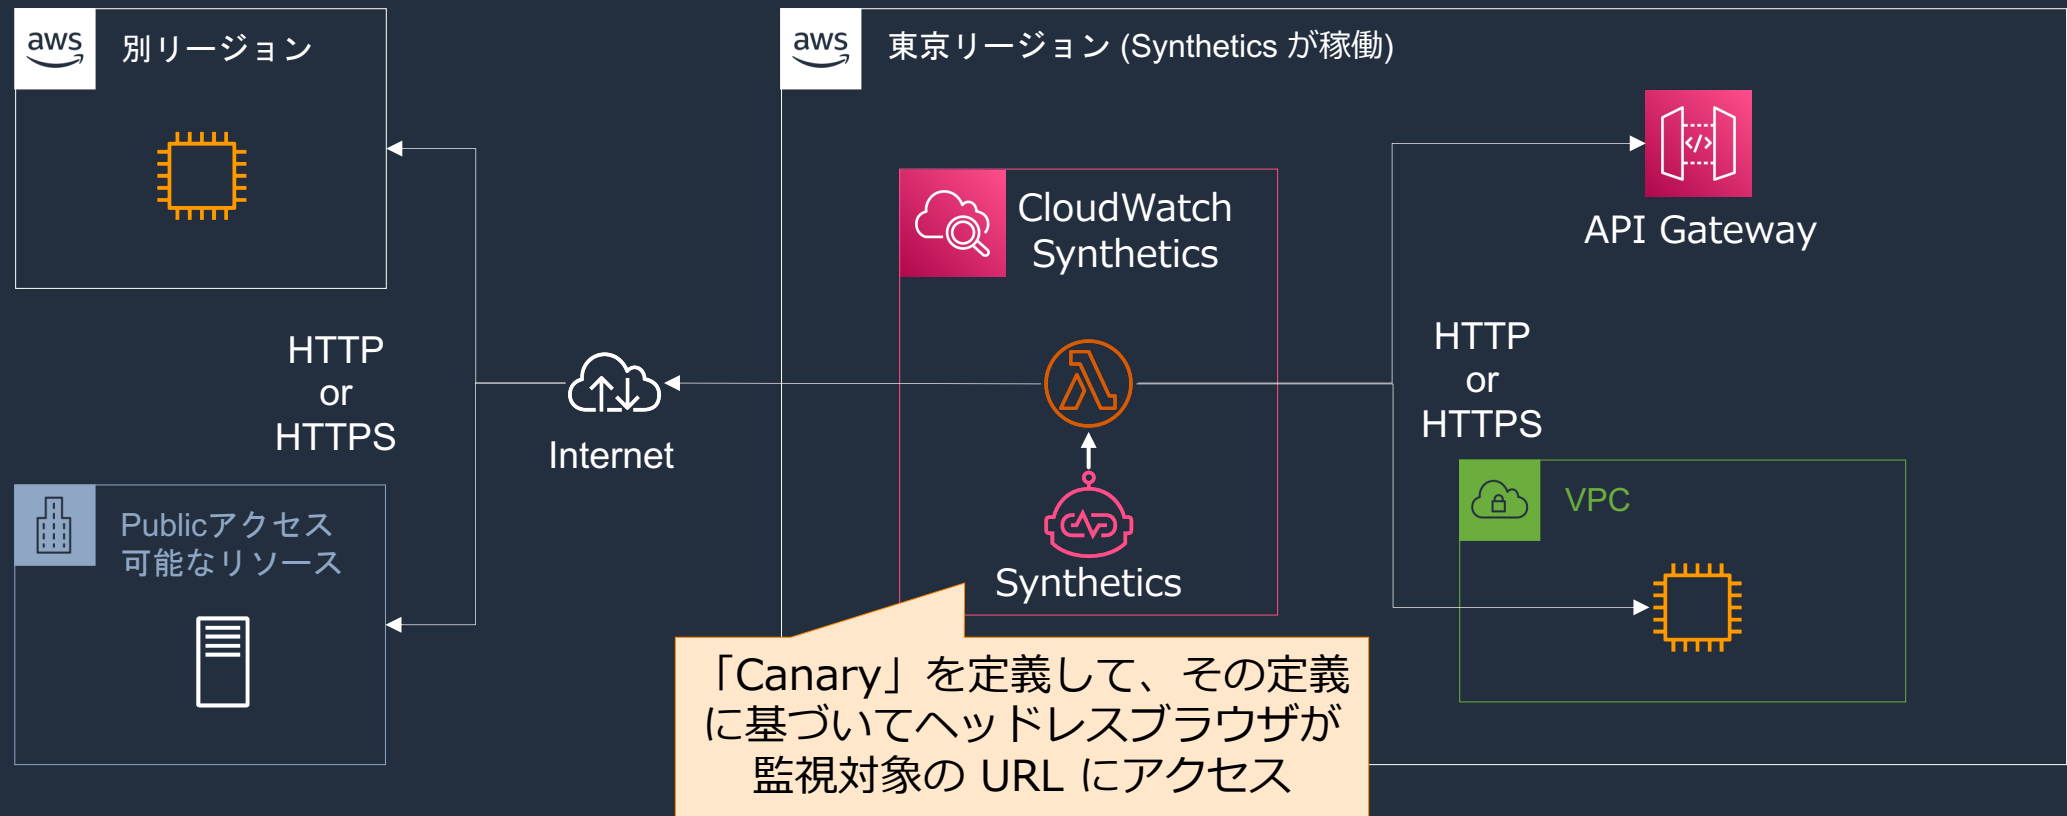 aws
別リージョン
aws
東京リージョン (Synthetics が稼働)
CloudWatch
Synthetics
</>
API Gateway
HTTP
or
HTTPS
Internet
HTTP
or
HTTPS
Synthetics
Publicアクセス
可能なリソース
VPC
「Canary」を定義して、その定義
に基づいてヘッドレスブラウザが
監視対象の URL にアクセス